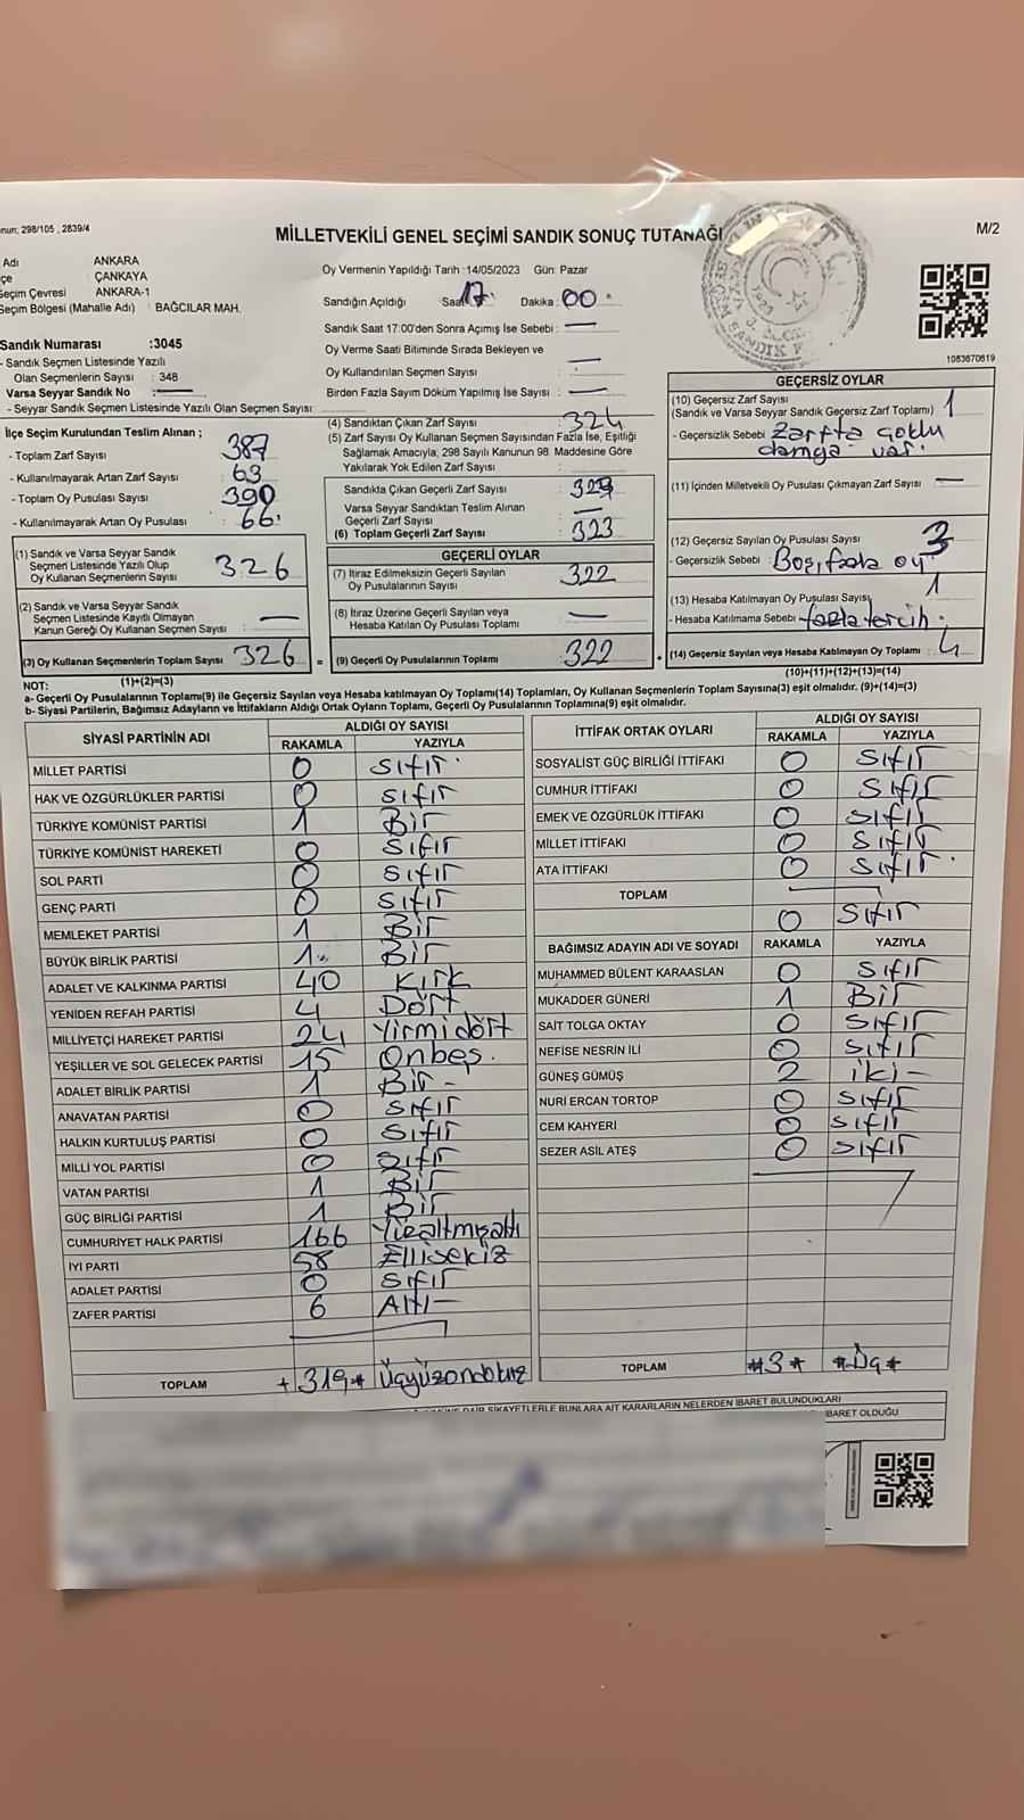 nun: 298/105 , 2839/4
MİLLETVEKİLİ GENEL SEÇİMİ SANDIK SONUÇ TUTANAĞI
M/2
Adı ANKARA
çe ÇANKAYA
Seçim Çevresi ANKARA-1
Seçim Bölgesi (Mahalle Adı) : BAĞCILAR MAH.
Sandık Numarası :3045
- Sandık Seçmen Listesinde Yazılı
Olan Seçmenlerin Sayısı : 348
Varsa Seyyar Sandık No : —
- Seyyar Sandık Seçmen Listesinde Yazılı Olan Seçmen Sayısı:
İlçe Seçim Kurulundan Teslim Alınan ;
- Toplam Zarf Sayısı : 387
- Kullanılmayarak Artan Zarf Sayısı : 63
- Toplam Oy Pusulası Sayısı : 390
- Kullanılmayarak Artan Oy Pusulası : 66.
(1) Sandık ve Varsa Seyyar Sandık
Seçmen Listesinde Yazılı Olup
Oy Kullanan Seçmenlerin Sayısı : 326
(2) Sandık ve Varsa Seyyar Sandık
Seçmen Listesinde Kayıtlı Olmayan
Kanun Gereği Oy Kullanan Seçmen Sayısı : —
(3) Oy Kullanan Seçmenlerin Toplam Sayısı : 326 =
(1)+(2)=(3)
Oy Vermenin Yapıldığı Tarih :14/05/2023 Gün: Pazar
Sandığın Açıldığı Saat 17 Dakika : 00
Sandık Saat 17:00'den Sonra Açımış İse Sebebi : —
Oy Verme Saati Bitiminde Sırada Bekleyen ve
Oy Kullandırılan Seçmen Sayısı : —
Birden Fazla Sayım Döküm Yapılmış İse Sayısı : —
(4) Sandıktan Çıkan Zarf Sayısı : 324
(5) Zarf Sayısı Oy Kullanan Seçmen Sayısından Fazla İse, Eşitliği
Sağlamak Amacıyla, 298 Sayılı Kanunun 98. Maddesine Göre
Yakılarak Yok Edilen Zarf Sayısı :
Sandıkta Çıkan Geçerli Zarf Sayısı : 323
Varsa Seyyar Sandıktan Teslim Alınan
Geçerli Zarf Sayısı : —
(6) Toplam Geçerli Zarf Sayısı : 323
GEÇERLİ OYLAR
(7) İtiraz Edilmeksizin Geçerli Sayılan
Oy Pusulalarının Sayısı : 322
(8) İtiraz Üzerine Geçerli Sayılan veya
Hesaba Katılan Oy Pusulası Toplamı : —
(9) Geçerli Oy Pusulalarının Toplamı : 322
1083670619
GEÇERSİZ OYLAR
(10) Geçersiz Zarf Sayısı
(Sandık ve Varsa Seyyar Sandık Geçersiz Zarf Toplamı) : 1
- Geçersizlik Sebebi : Zarfta çoklu
damga var.
(11) İçinden Milletvekili Oy Pusulası Çıkmayan Zarf Sayısı : —
(12) Geçersiz Sayılan Oy Pusulası Sayısı : 3
- Geçersizlik Sebebi : Boş, fazla oy
(13) Hesaba Katılmayan Oy Pusulası Sayısı : 1
- Hesaba Katılmama Sebebi : fazla tercih.
(14) Geçersiz Sayılan veya Hesaba Katılmayan Oy Toplamı : 4
(10)+(11)+(12)+(13)=(14)
NOT:
a- Geçerli Oy Pusulalarının Toplamı(9) ile Geçersiz Sayılan veya Hesaba katılmayan Oy Toplamı(14) Toplamları, Oy Kullanan Seçmenlerin Toplam Sayısına(3) eşit olmalıdır. (9)+(14)=(3)
b- Siyasi Partilerin, Bağımsız Adayların ve İttifakların Aldığı Ortak Oyların Toplamı, Geçerli Oy Pusulalarının Toplamına(9) eşit olmalıdır.
SİYASİ PARTİNİN ADI ALDIĞI OY SAYISI
RAKAMLA YAZIYLA
MİLLET PARTİSİ 0 Sıfır
HAK VE ÖZGÜRLÜKLER PARTİSİ 0 Sıfır
TÜRKİYE KOMÜNİST PARTİSİ 1 Bir
TÜRKİYE KOMÜNİST HAREKETİ 0 Sıfır
SOL PARTİ 0 Sıfır
GENÇ PARTİ 0 Sıfır
MEMLEKET PARTİSİ 1 Bir
BÜYÜK BİRLİK PARTİSİ 1 Bir
ADALET VE KALKINMA PARTİSİ 40 Kırk
YENİDEN REFAH PARTİSİ 4 Dört
MİLLİYETÇİ HAREKET PARTİSİ 24 Yirmidört
YEŞİLLER VE SOL GELECEK PARTİSİ 15 Onbeş.
ADALET BİRLİK PARTİSİ 1 Bir -
ANAVATAN PARTİSİ 0 Sıfır
HALKIN KURTULUŞ PARTİSİ 0 Sıfır
MİLLİ YOL PARTİSİ 0 Sıfır
VATAN PARTİSİ 1 Bir
GÜÇ BİRLİĞİ PARTİSİ 1 Bir
CUMHURİYET HALK PARTİSİ 166 Yüzaltmışaltı
İYİ PARTİ 58 Ellisekiz
ADALET PARTİSİ 0 Sıfır
ZAFER PARTİSİ 6 Altı -
TOPLAM 319 Üçyüzondokuz
İTTİFAK ORTAK OYLARI ALDIĞI OY SAYISI
RAKAMLA YAZIYLA
SOSYALİST GÜÇ BİRLİĞİ İTTİFAKI 0 Sıfır
CUMHUR İTTİFAKI 0 Sıfır
EMEK VE ÖZGÜRLÜK İTTİFAKI 0 Sıfır
MİLLET İTTİFAKI 0 Sıfır
ATA İTTİFAKI 0 Sıfır
TOPLAM 0 Sıfır
BAĞIMSIZ ADAYIN ADI VE SOYADI RAKAMLA YAZIYLA
MUHAMMED BÜLENT KARAASLAN 0 Sıfır
MUKADDER GÜNERİ 1 Bir
SAİT TOLGA OKTAY 0 Sıfır
NEFİSE NESRİN İLİ 0 Sıfır
GÜNEŞ GÜMÜŞ 2 iki -
NURİ ERCAN TORTOP 0 Sıfır
CEM KAHYERİ 0 Sıfır
SEZER ASİL ATEŞ 0 Sıfır
TOPLAM *3* *Üç*
ŞİKAYETLERLE BUNLARA AİT KARARLARIN NELERDEN İBARET BULUNDUKLARI
İBARET OLDUĞU